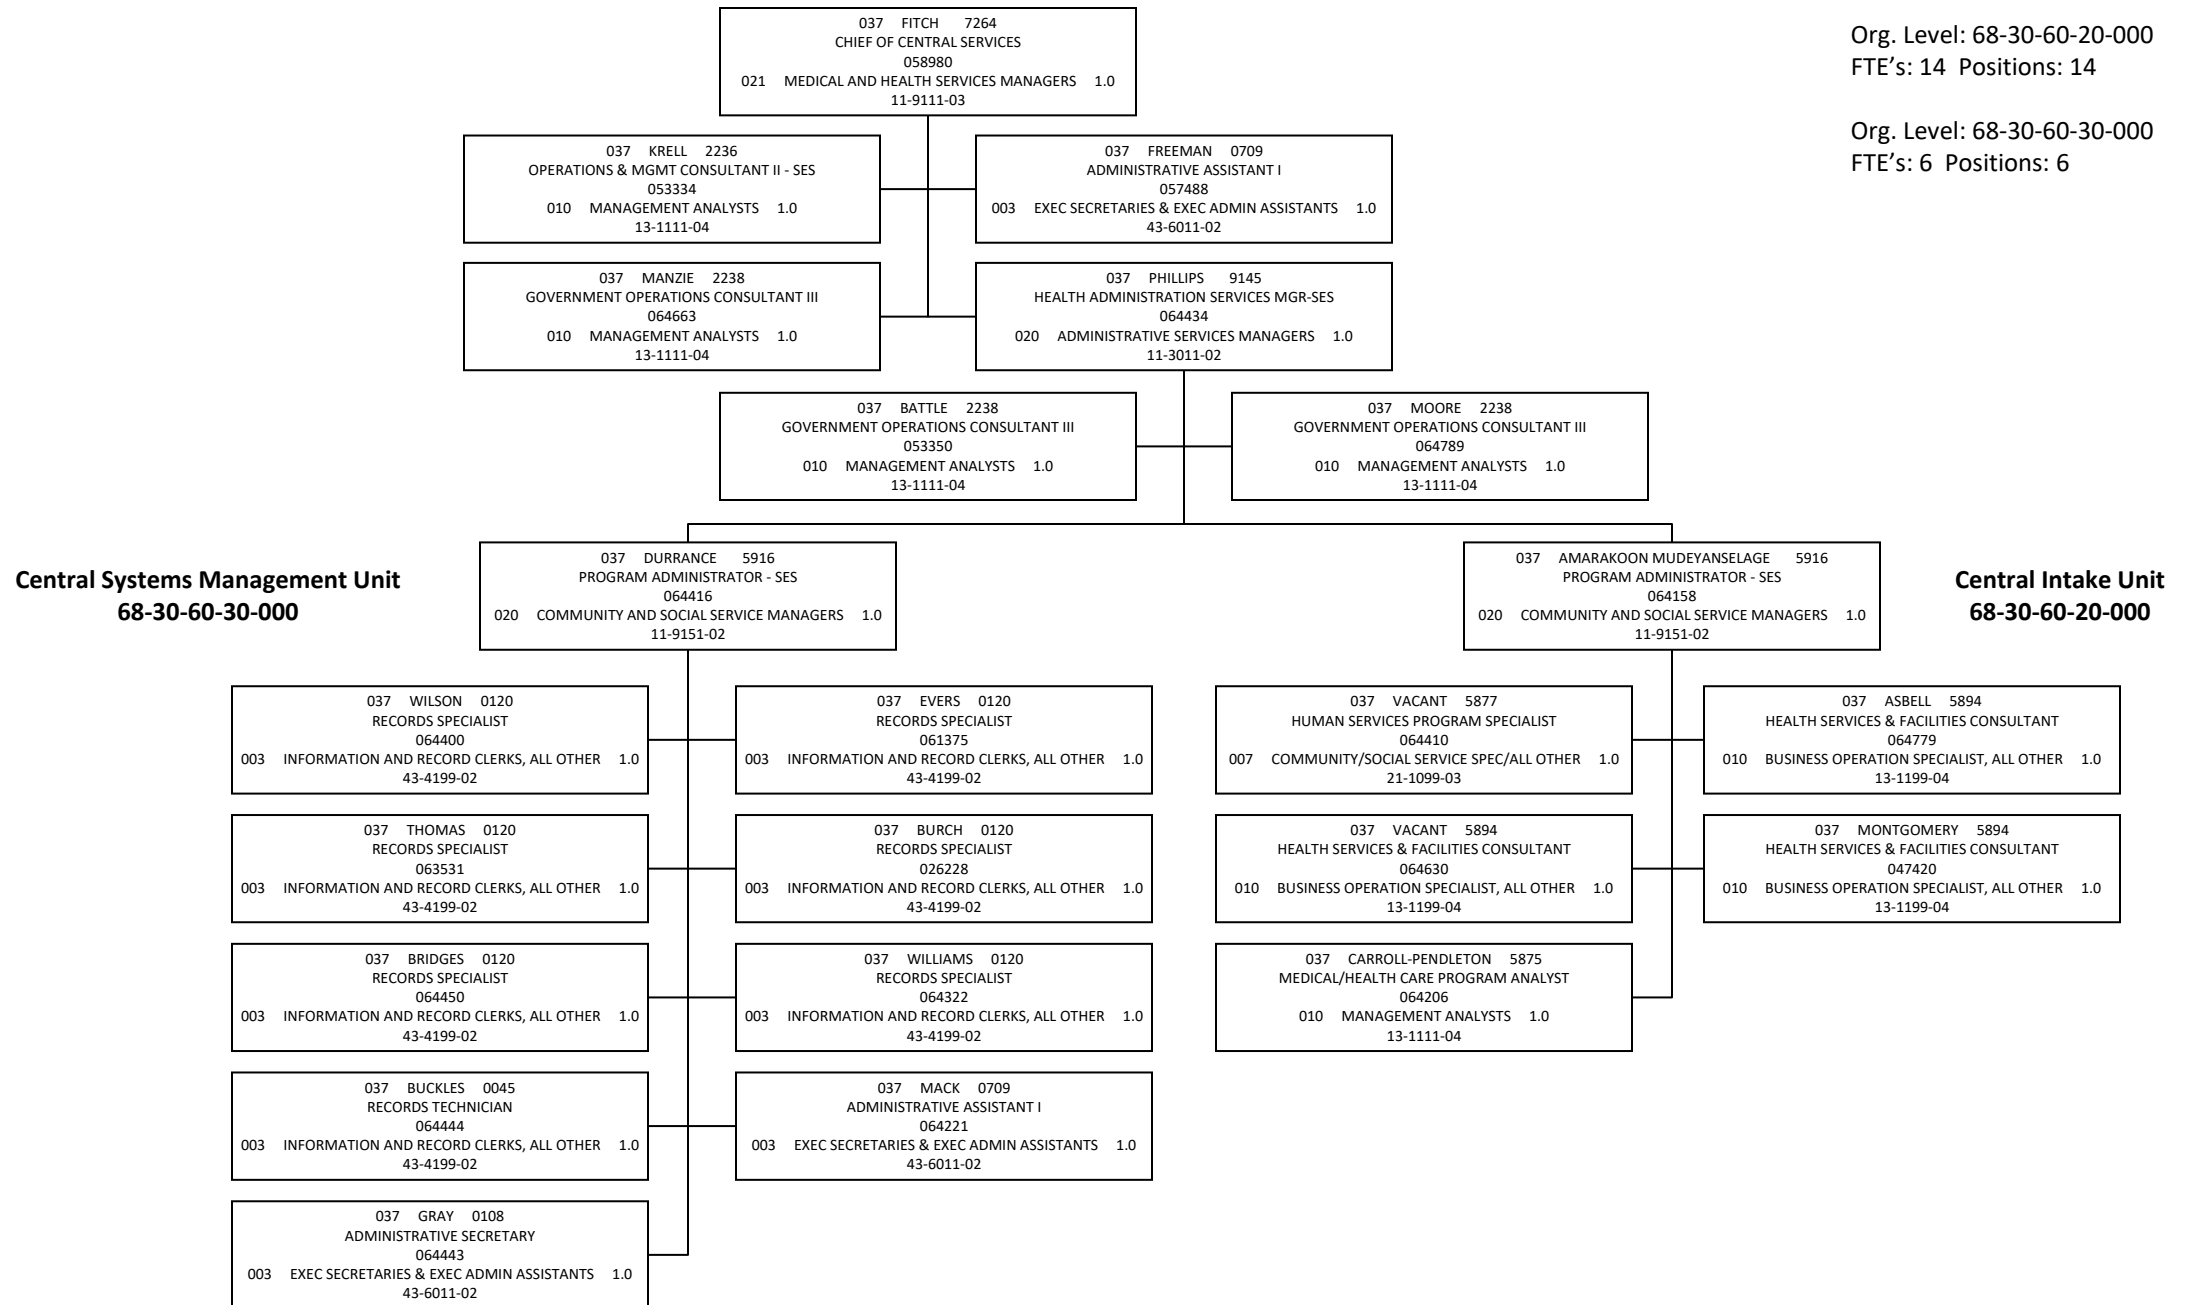 037 FITCH 7264
CHIEF OF CENTRAL SERVICES
058980
021 MEDICAL AND HEALTH SERVICES MANAGERS 1.0
11-9111-03
Org. Level: 68-30-60-20-000
FTE’s: 14 Positions: 14
Org. Level: 68-30-60-30-000
FTE’s: 6 Positions: 6
037 KRELL 2236
OPERATIONS & MGMT CONSULTANT II - SES
053334
010 MANAGEMENT ANALYSTS 1.0
13-1111-04
037 FREEMAN 0709
ADMINISTRATIVE ASSISTANT I
057488
003 EXEC SECRETARIES & EXEC ADMIN ASSISTANTS 1.0
43-6011-02
037 MANZIE 2238
GOVERNMENT OPERATIONS CONSULTANT III
064663
010 MANAGEMENT ANALYSTS 1.0
13-1111-04
037 PHILLIPS 9145
HEALTH ADMINISTRATION SERVICES MGR-SES
064434
020 ADMINISTRATIVE SERVICES MANAGERS 1.0
11-3011-02
037 BATTLE 2238
GOVERNMENT OPERATIONS CONSULTANT III
053350
010 MANAGEMENT ANALYSTS 1.0
13-1111-04
037 MOORE 2238
GOVERNMENT OPERATIONS CONSULTANT III
064789
010 MANAGEMENT ANALYSTS 1.0
13-1111-04
Central Systems Management Unit
68-30-60-30-000
037 DURRANCE 5916
PROGRAM ADMINISTRATOR - SES
064416
020 COMMUNITY AND SOCIAL SERVICE MANAGERS 1.0
11-9151-02
037 AMARAKOON MUDEYANSELAGE 5916
PROGRAM ADMINISTRATOR - SES
064158
020 COMMUNITY AND SOCIAL SERVICE MANAGERS 1.0
11-9151-02
Central Intake Unit
68-30-60-20-000
037 WILSON 0120
RECORDS SPECIALIST
064400
003 INFORMATION AND RECORD CLERKS, ALL OTHER 1.0
43-4199-02
037 EVERS 0120
RECORDS SPECIALIST
061375
003 INFORMATION AND RECORD CLERKS, ALL OTHER 1.0
43-4199-02
037 VACANT 5877
HUMAN SERVICES PROGRAM SPECIALIST
064410
007 COMMUNITY/SOCIAL SERVICE SPEC/ALL OTHER 1.0
21-1099-03
037 ASBELL 5894
HEALTH SERVICES & FACILITIES CONSULTANT
064779
010 BUSINESS OPERATION SPECIALIST, ALL OTHER 1.0
13-1199-04
037 THOMAS 0120
RECORDS SPECIALIST
063531
003 INFORMATION AND RECORD CLERKS, ALL OTHER 1.0
43-4199-02
037 BURCH 0120
RECORDS SPECIALIST
026228
003 INFORMATION AND RECORD CLERKS, ALL OTHER 1.0
43-4199-02
037 VACANT 5894
HEALTH SERVICES & FACILITIES CONSULTANT
064630
010 BUSINESS OPERATION SPECIALIST, ALL OTHER 1.0
13-1199-04
037 MONTGOMERY 5894
HEALTH SERVICES & FACILITIES CONSULTANT
047420
010 BUSINESS OPERATION SPECIALIST, ALL OTHER 1.0
13-1199-04
037 BRIDGES 0120
RECORDS SPECIALIST
064450
003 INFORMATION AND RECORD CLERKS, ALL OTHER 1.0
43-4199-02
037 WILLIAMS 0120
RECORDS SPECIALIST
064322
003 INFORMATION AND RECORD CLERKS, ALL OTHER 1.0
43-4199-02
037 CARROLL-PENDLETON 5875
MEDICAL/HEALTH CARE PROGRAM ANALYST
064206
010 MANAGEMENT ANALYSTS 1.0
13-1111-04
037 BUCKLES 0045
RECORDS TECHNICIAN
064444
003 INFORMATION AND RECORD CLERKS, ALL OTHER 1.0
43-4199-02
037 MACK 0709
ADMINISTRATIVE ASSISTANT I
064221
003 EXEC SECRETARIES & EXEC ADMIN ASSISTANTS 1.0
43-6011-02
037 GRAY 0108
ADMINISTRATIVE SECRETARY
064443
003 EXEC SECRETARIES & EXEC ADMIN ASSISTANTS 1.0
43-6011-02